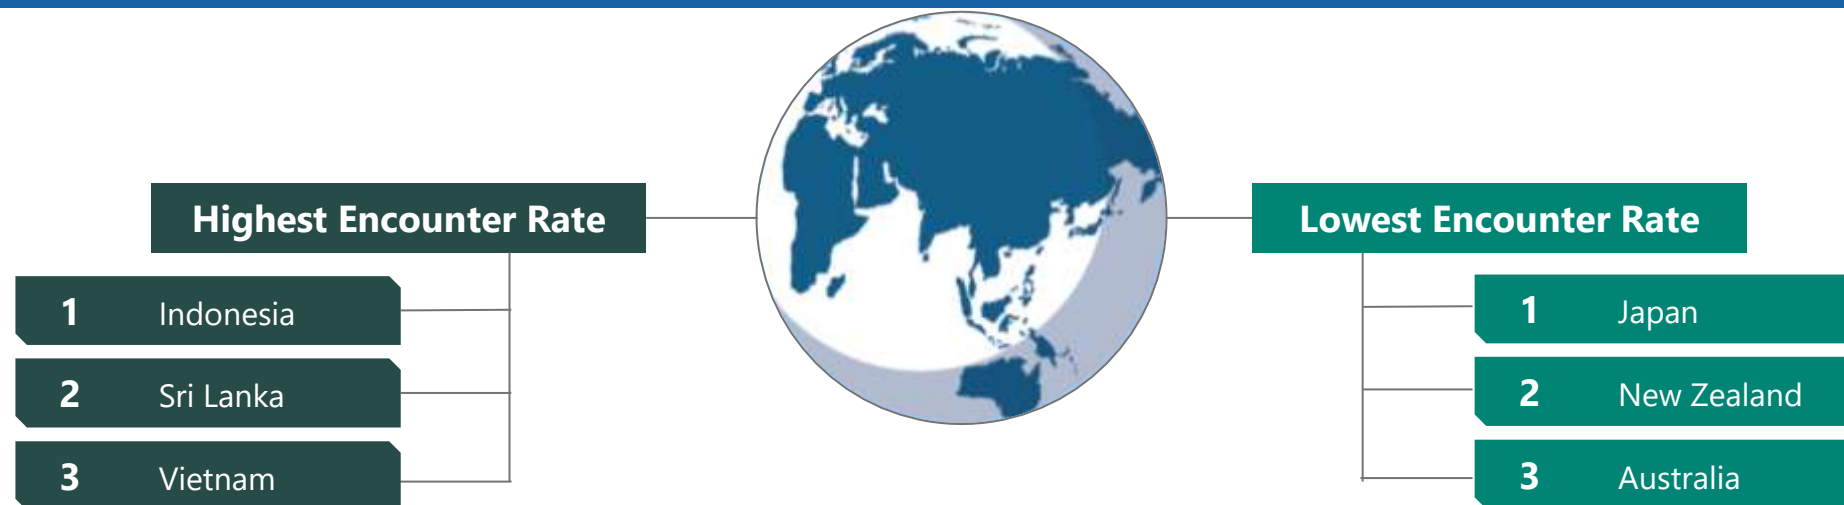 Highest Encounter Rate
1 Indonesia
2 Sri Lanka
3 Vietnam
Lowest Encounter Rate
1 Japan
2 New Zealand
3 Australia